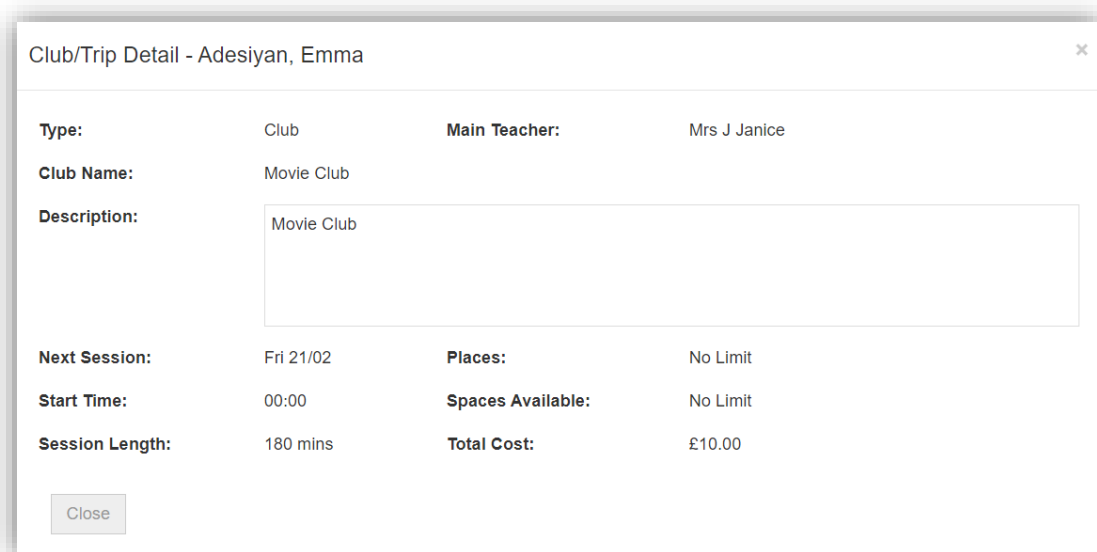 Club/Trip Detail - Adesiyan, Emma ×
Type: Club Main Teacher: Mrs J Janice
Club Name: Movie Club
Description: Movie Club
Next Session: Fri 21/02 Places: No Limit
Start Time: 00:00 Spaces Available: No Limit
Session Length: 180 mins Total Cost: £10.00
Close